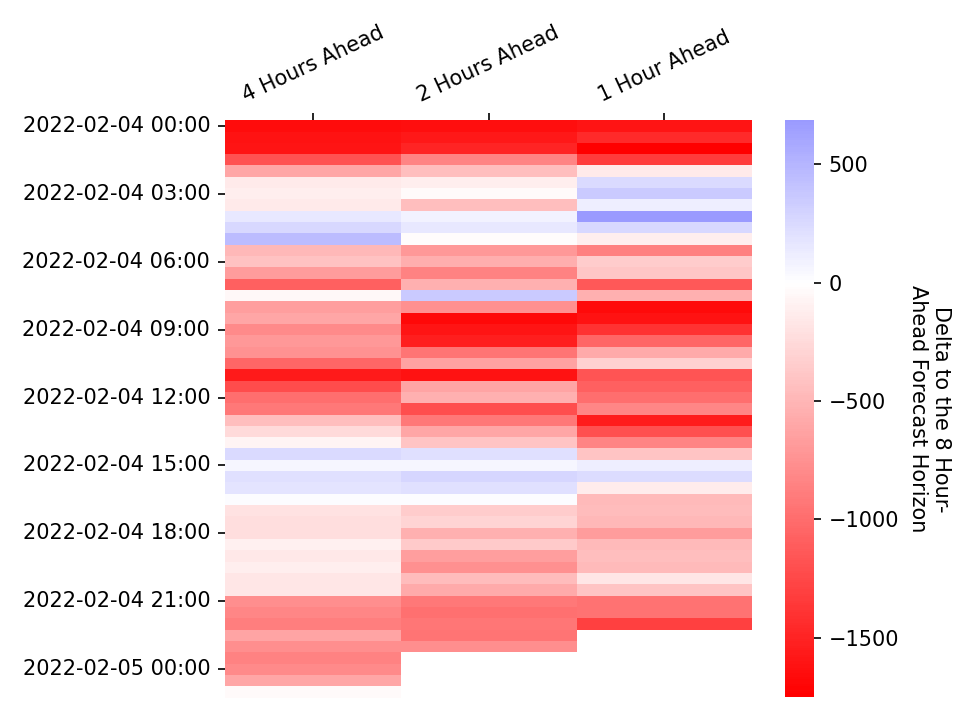 4 Hours Ahead
2 Hours Ahead
1 Hour Ahead
2022-02-04 00:00
2022-02-04 03:00
2022-02-04 06:00
2022-02-04 09:00
2022-02-04 12:00
2022-02-04 15:00
2022-02-04 18:00
2022-02-04 21:00
2022-02-05 00:00
500
0
−500
−1000
−1500
Delta to the 8 Hour-
Ahead Forecast Horizon